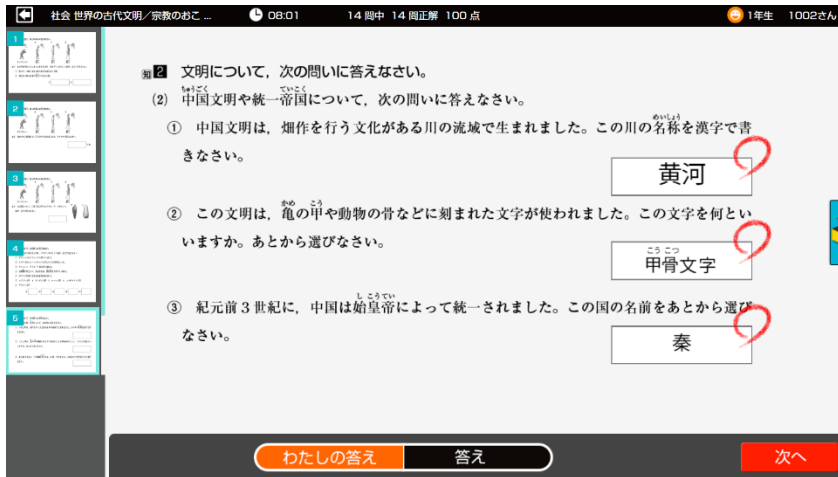 社会 世界の古代文明／宗教のおこ ...
08:01
14 問中 14 問正解 100 点
1年生 1002さん
1
2
3
4
5
知 2 文明について，次の問いに答えなさい。
(2) 中国文明や統一帝国について，次の問いに答えなさい。
① 中国文明は，畑作を行う文化がある川の流域で生まれました。この川の名称を漢字で書
きなさい。
黄河
② この文明は，亀の甲や動物の骨などに刻まれた文字が使われました。この文字を何とい
いますか。あとから選びなさい。
甲骨文字
③ 紀元前３世紀に，中国は始皇帝によって統一されました。この国の名前をあとから選び
なさい。
秦
わたしの答え
答え
次へ